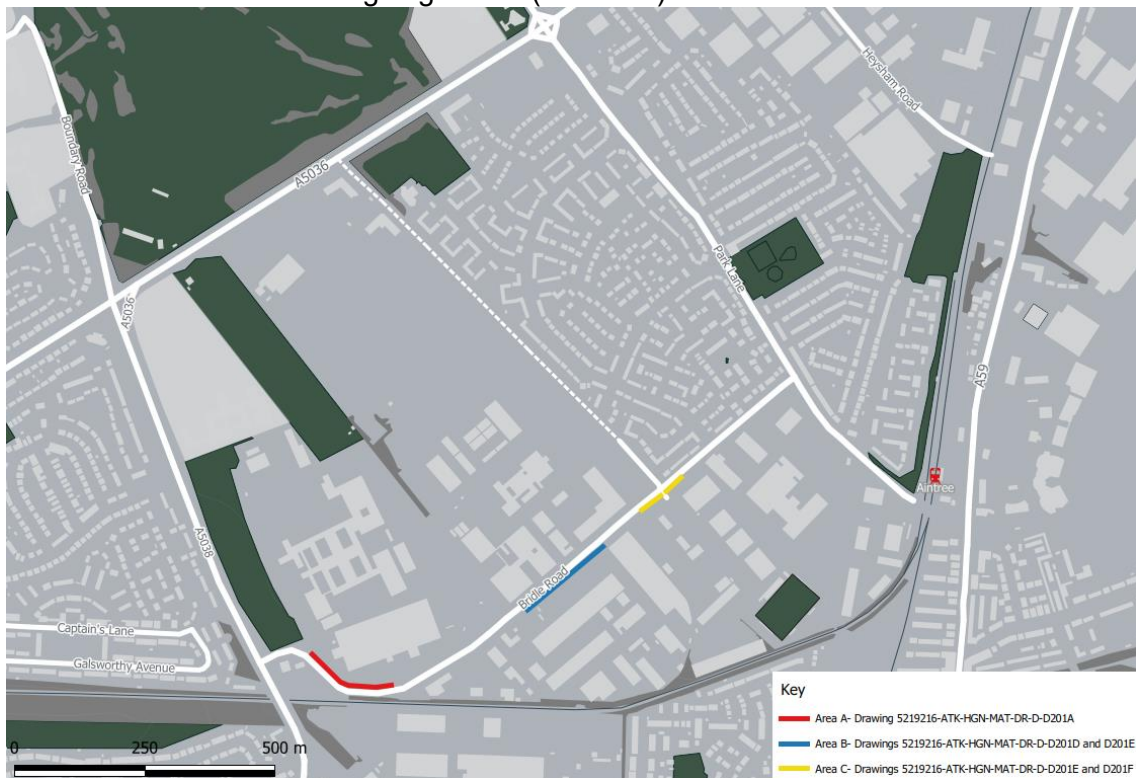 Heysham Road
Boundary Road
A5036
Park Lane
A5036
A59
Aintree
A5038
Bridle Road
Captain's Lane
Galsworthy Avenue
Key
Area A- Drawing 5219216-ATK-HGN-MAT-DR-D-D201A
Area B- Drawings 5219216-ATK-HGN-MAT-DR-D-D201D and D201E
Area C- Drawings 5219216-ATK-HGN-MAT-DR-D-D201E and D201F
0 250 500 m